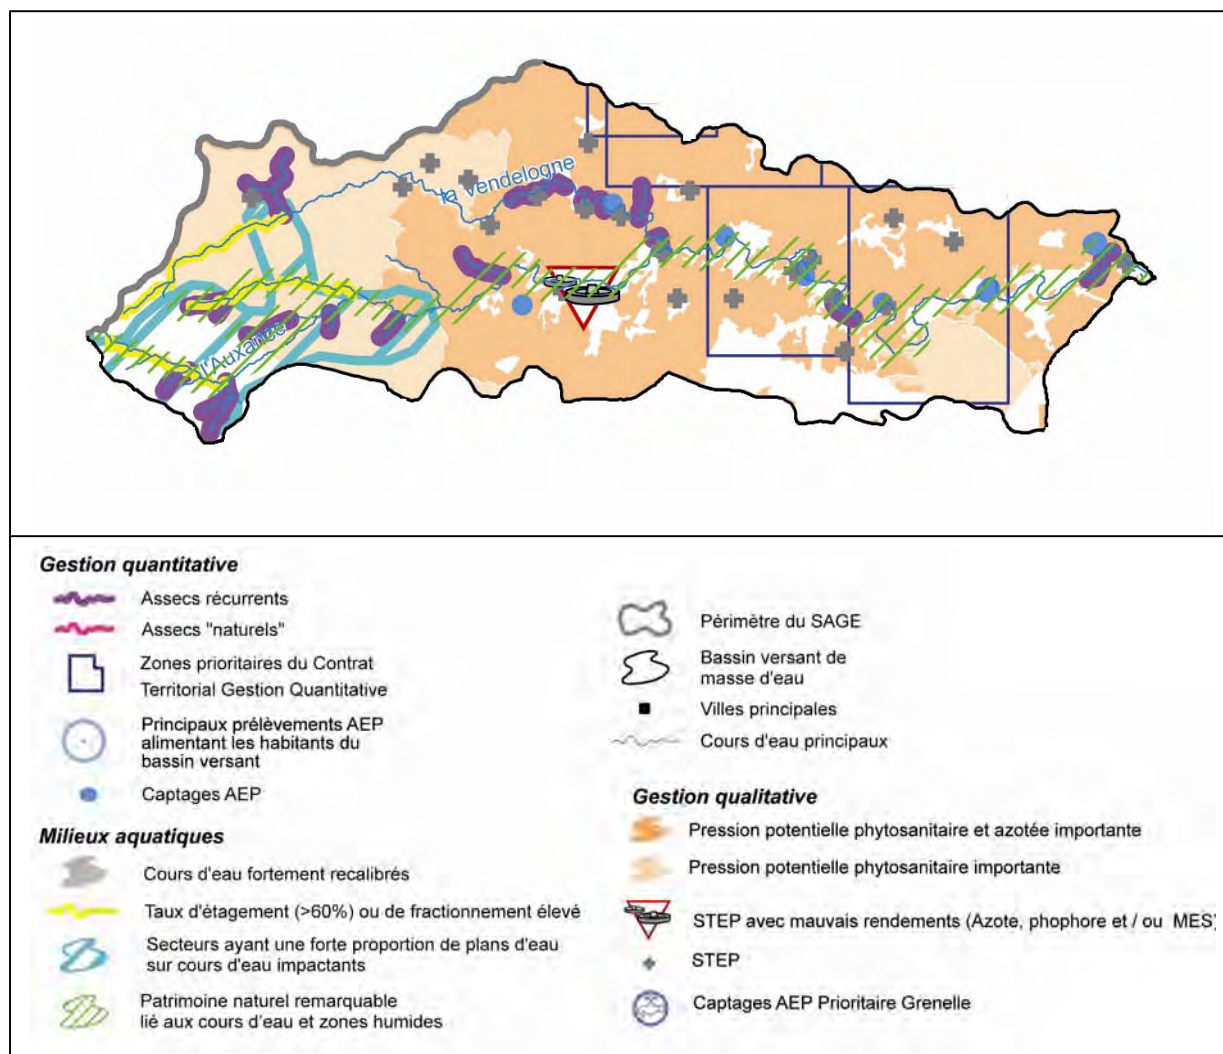 la vendelogne
l'Auxance
Gestion quantitative
Assecs récurrents
Assecs "naturels"
Zones prioritaires du Contrat
Territorial Gestion Quantitative
Principaux prélèvements AEP
alimentant les habitants du
bassin versant
Captages AEP
Milieux aquatiques
Cours d'eau fortement recalibrés
Taux d'étagement (>60%) ou de fractionnement élevé
Secteurs ayant une forte proportion de plans d'eau
sur cours d'eau impactants
Patrimoine naturel remarquable
lié aux cours d'eau et zones humides
Périmètre du SAGE
Bassin versant de
masse d'eau
Villes principales
Cours d'eau principaux
Gestion qualitative
Pression potentielle phytosanitaire et azotée importante
Pression potentielle phytosanitaire importante
STEP avec mauvais rendements (Azote, phophore et / ou MES)
STEP
Captages AEP Prioritaire Grenelle